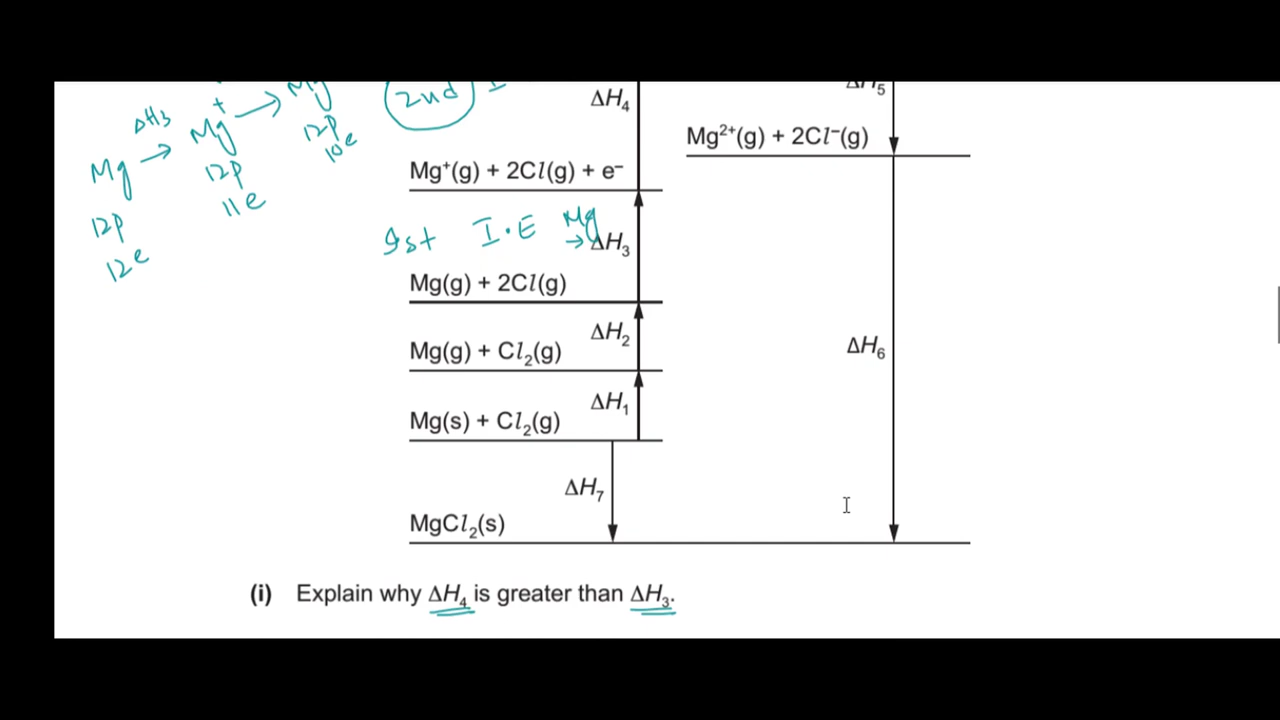 2nd I
ΔH₄
ΔH₅
ΔH3
Mg → Mg⁺ → Mg
12p
12e
12p
11e
12p
10e
Mg²⁺(g) + 2Cl⁻(g)
Mg⁺(g) + 2Cl(g) + e⁻
1st I.E Mg
→ΔH₃
Mg(g) + 2Cl(g)
ΔH₂
Mg(g) + Cl₂(g)
ΔH₆
ΔH₁
Mg(s) + Cl₂(g)
ΔH₇
MgCl₂(s)
(i) Explain why ΔH₄ is greater than ΔH₃.